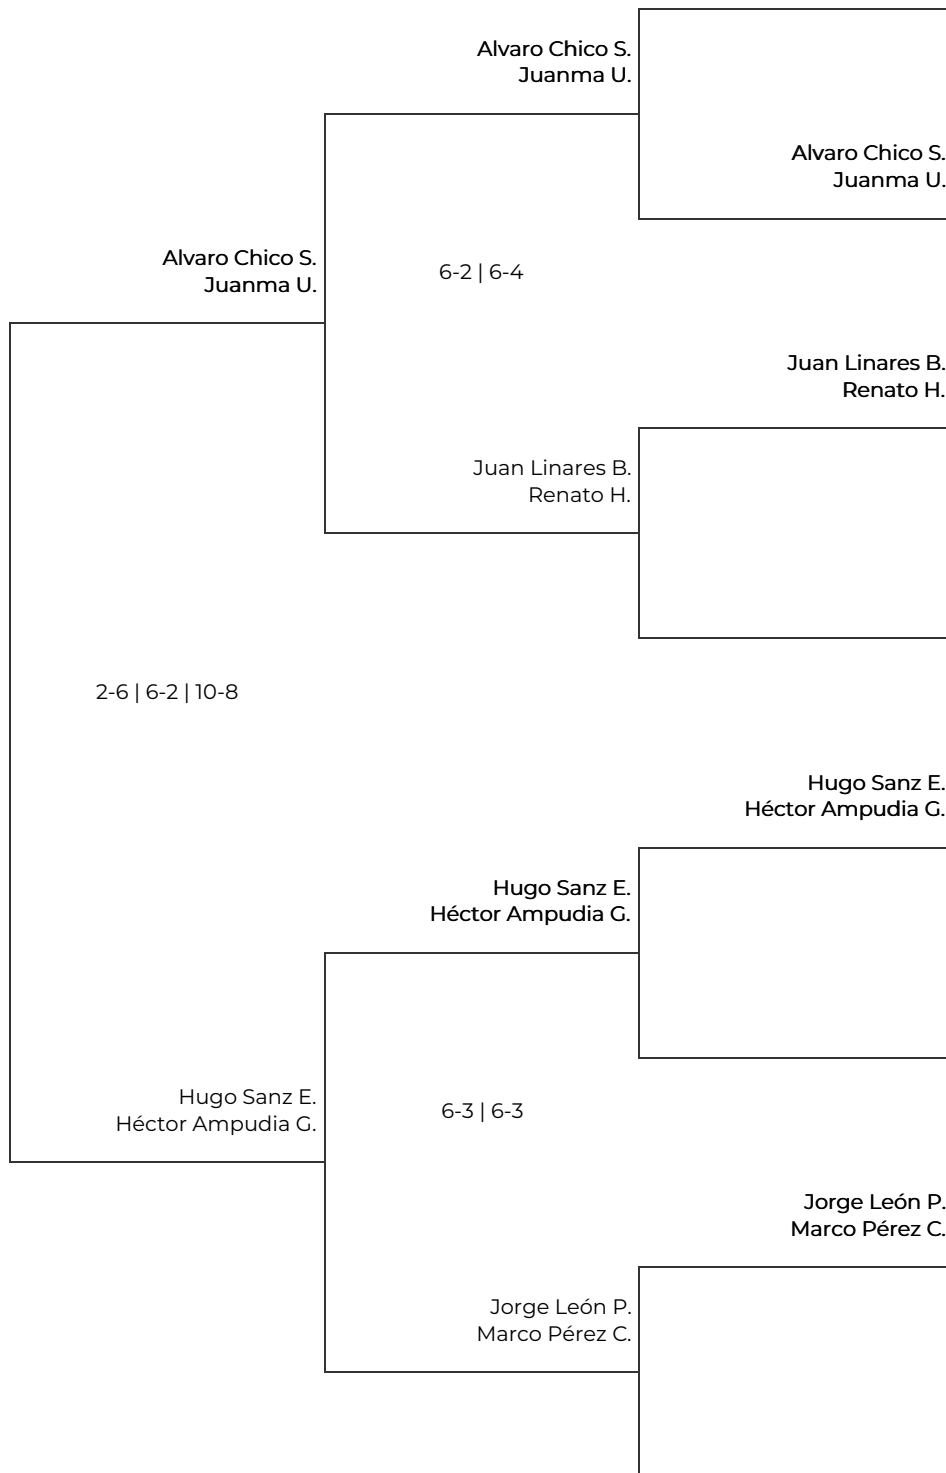 Alvaro Chico S.
Juanma U.
Alvaro Chico S.
Juanma U.
Alvaro Chico S.
Juanma U.
6-2 | 6-4
Juan Linares B.
Renato H.
Juan Linares B.
Renato H.
2-6 | 6-2 | 10-8
Hugo Sanz E.
Héctor Ampudia G.
Hugo Sanz E.
Héctor Ampudia G.
Hugo Sanz E.
Héctor Ampudia G.
6-3 | 6-3
Jorge León P.
Marco Pérez C.
Jorge León P.
Marco Pérez C.